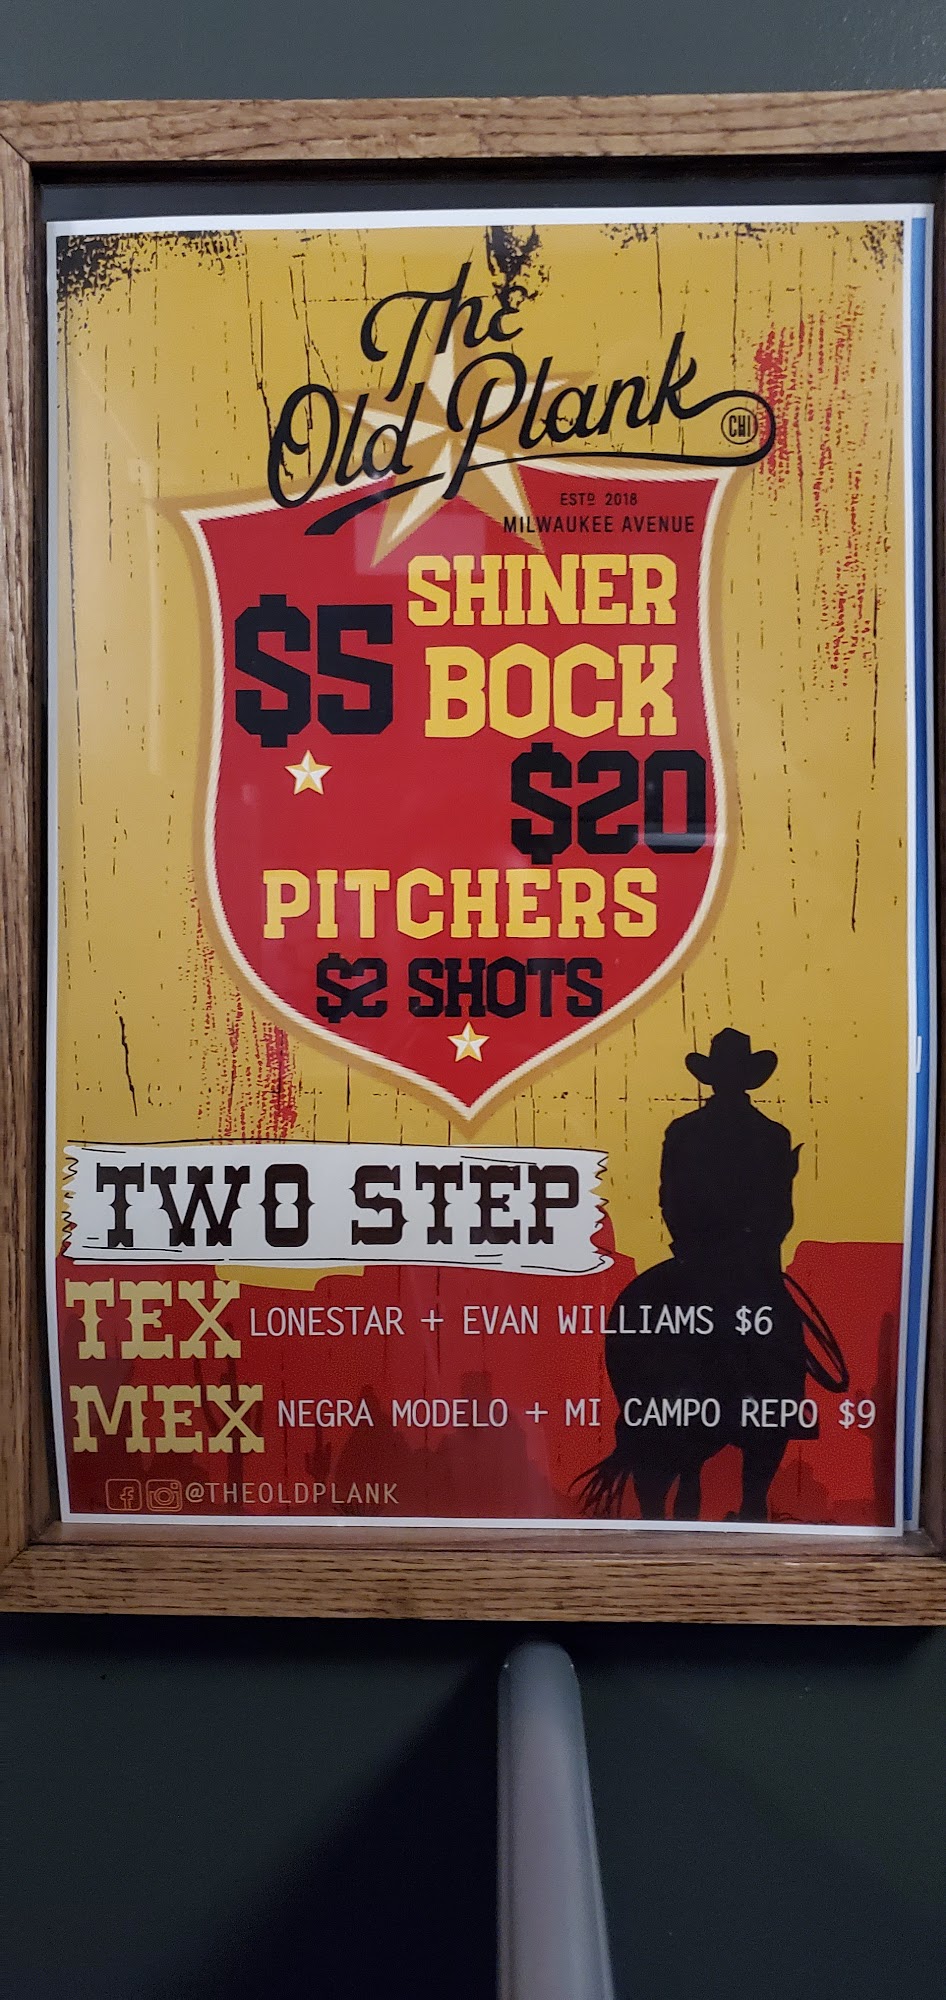 The
Old Plank
CHI
ESTD 2018
MILWAUKEE AVENUE
$5 SHINER
BOCK
$20
PITCHERS
$2 SHOTS
TWO STEP
TEX LONESTAR + EVAN WILLIAMS $6
MEX NEGRA MODELO + MI CAMPO REPO $9
@THEOLDPLANK